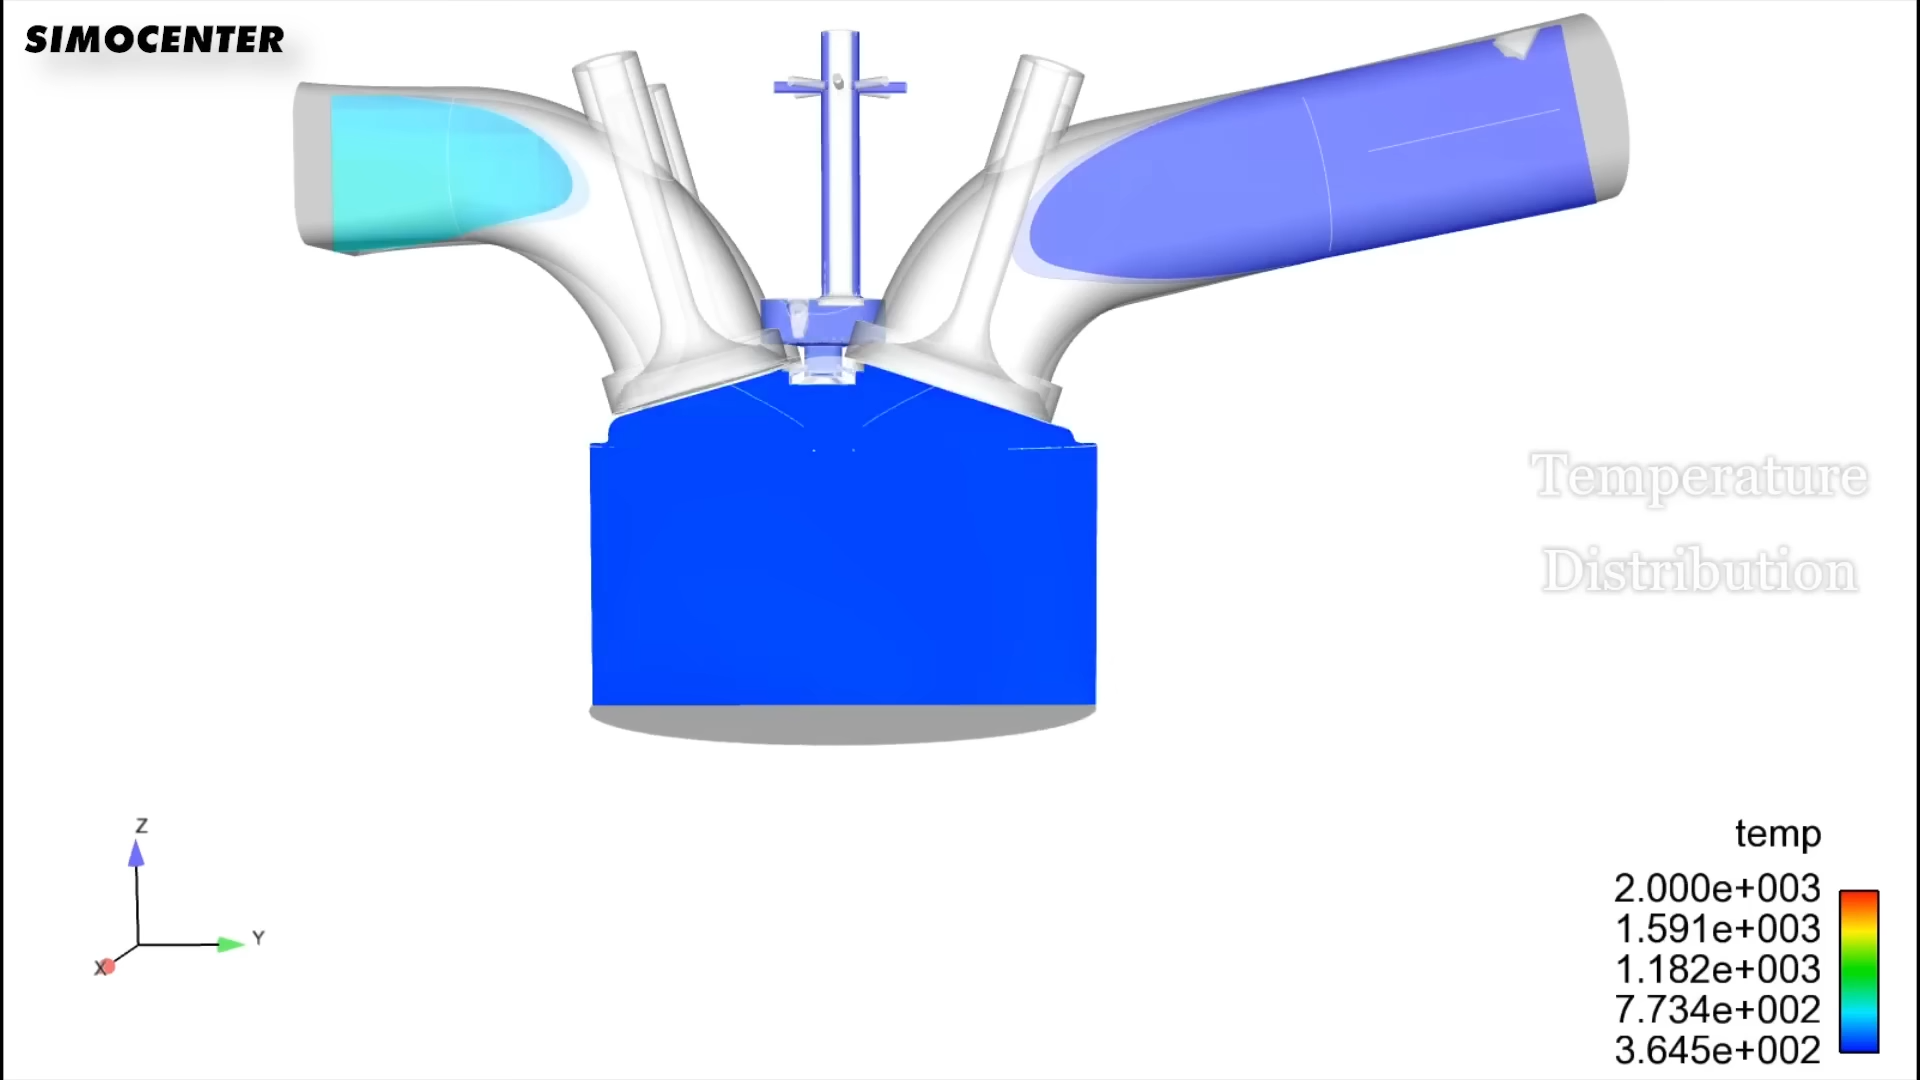 SIMOCENTER
Temperature
Distribution
Z
Y
X
temp
2.000e+003
1.591e+003
1.182e+003
7.734e+002
3.645e+002